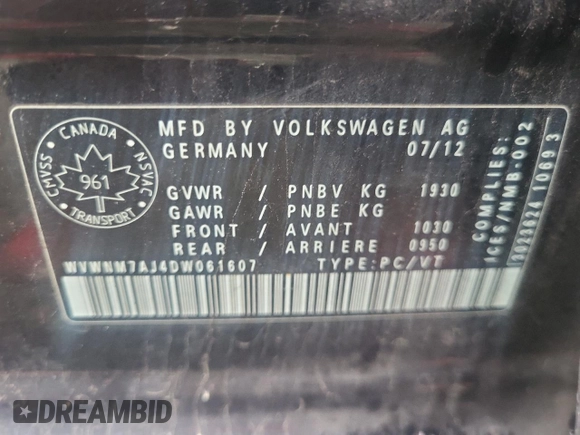 CANADA
CMVSS
NSVAC
961
TRANSPORT
MFD BY VOLKSWAGEN AG
GERMANY 07/12
GVWR / PNBV KG 1930
GAWR / PNBE KG
FRONT / AVANT 1030
REAR / ARRIERE 0950
WVWNM7AJ4DW061607 TYPE:PC/VT
COMPLIES:
ICES/NMB-002
DREAMBID